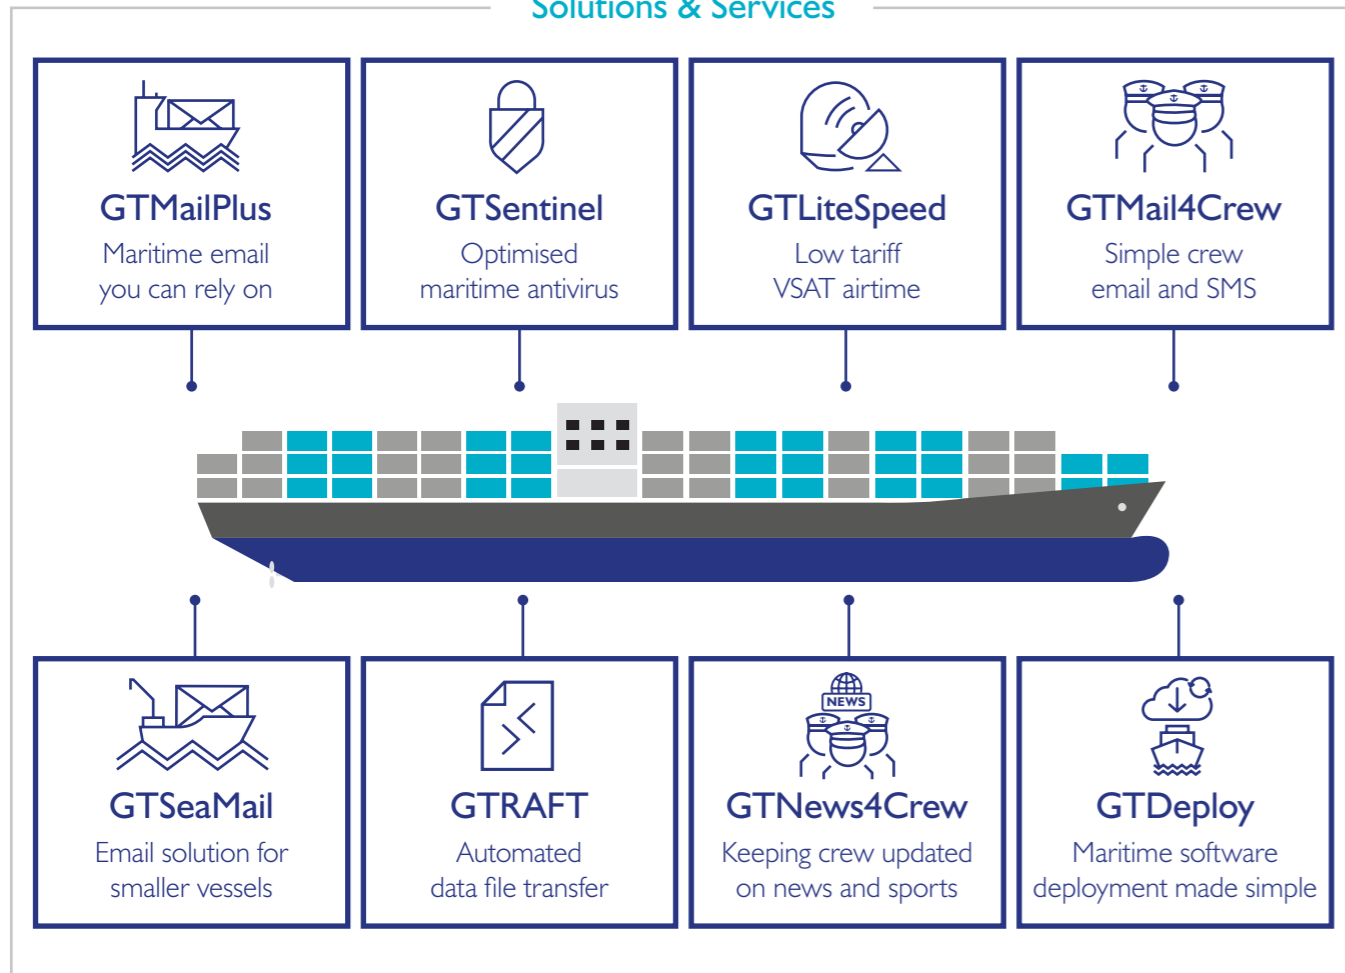 Solutions & Services
GTMailPlus
Maritime email
you can rely on
GTSentinel
Optimised
maritime antivirus
GTLiteSpeed
Low tariff
VSAT airtime
GTMail4Crew
Simple crew
email and SMS
GTSeaMail
Email solution for
smaller vessels
GTRAFT
Automated
data file transfer
NEWS
GTNews4Crew
Keeping crew updated
on news and sports
GTDeploy
Maritime software
deployment made simple